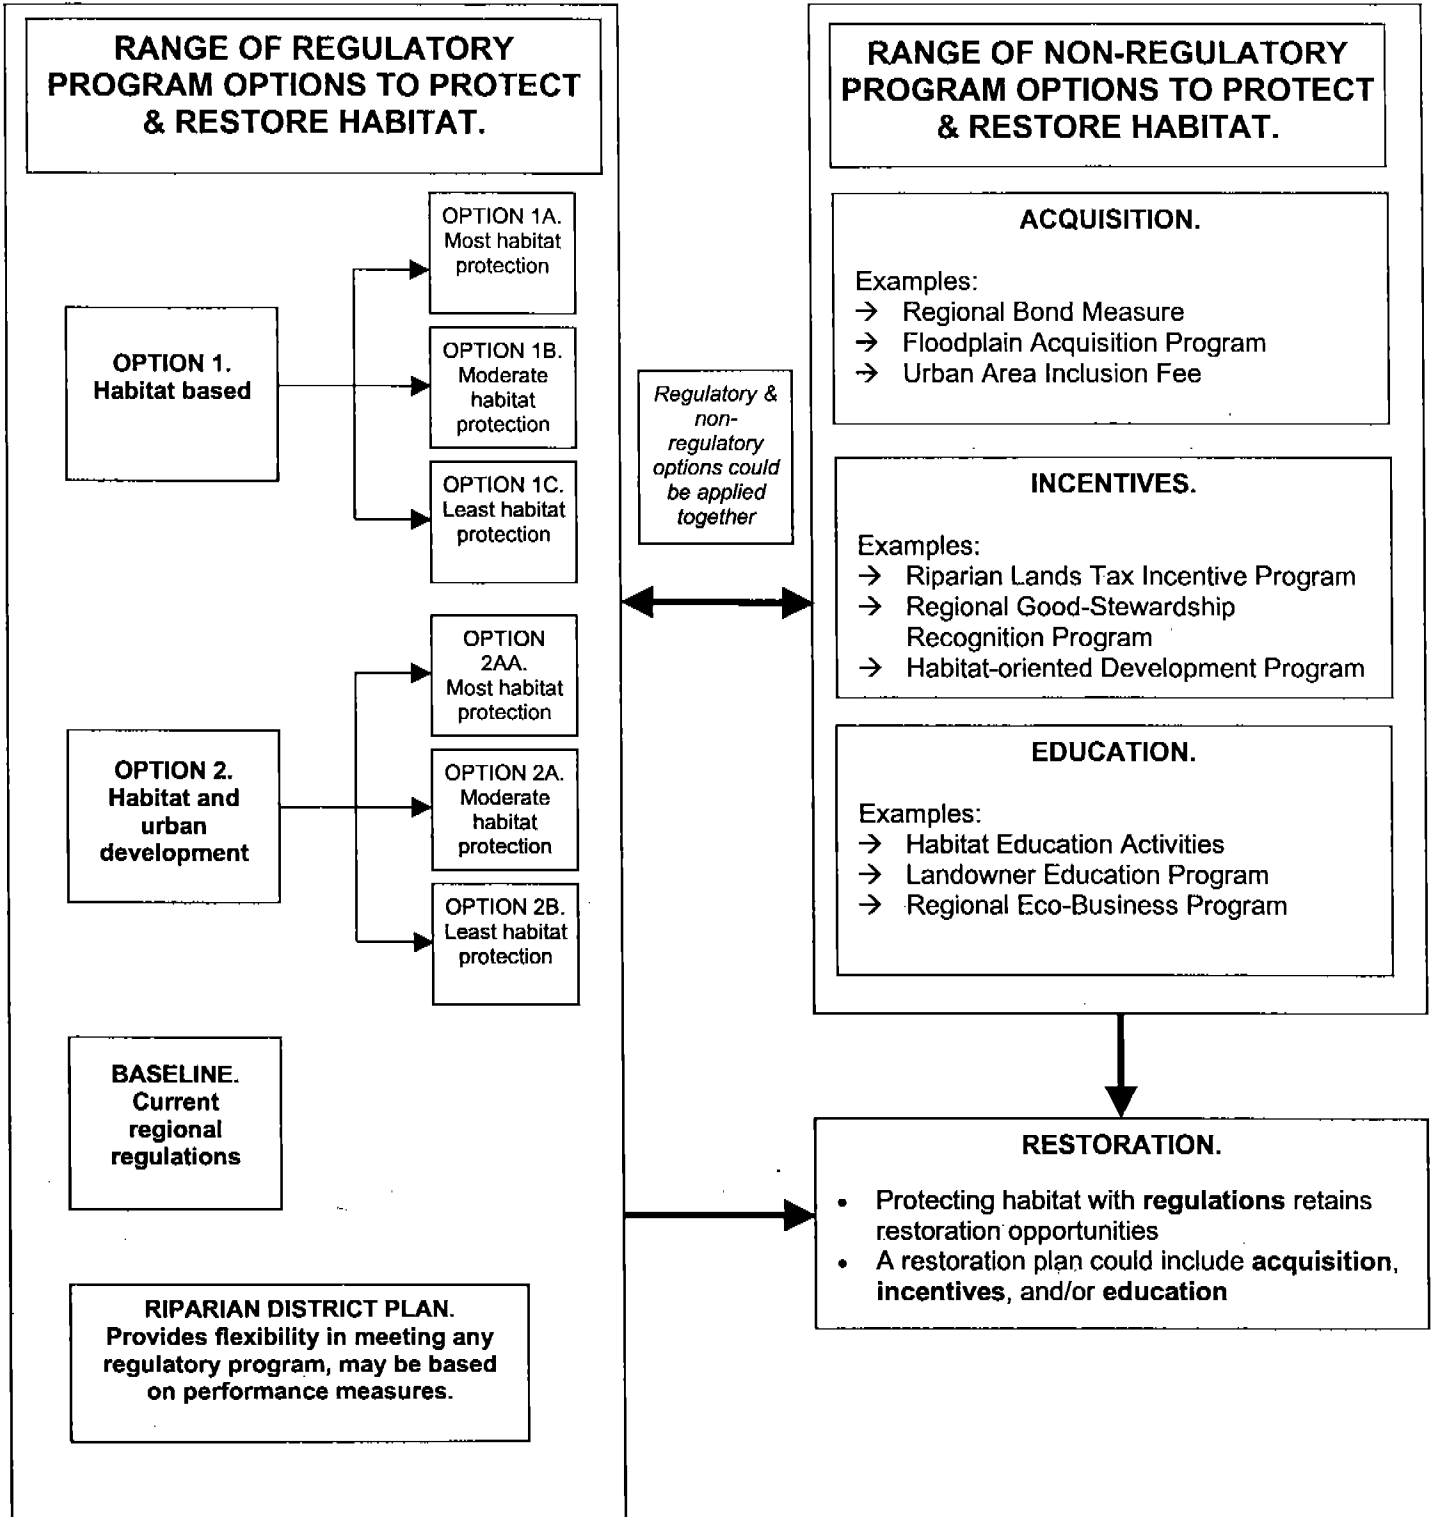 RANGE OF REGULATORY
PROGRAM OPTIONS TO PROTECT
& RESTORE HABITAT.
OPTION 1.
Habitat based
OPTION 1A.
Most habitat
protection
OPTION 1B.
Moderate
habitat
protection
OPTION 1C.
Least habitat
protection
OPTION 2.
Habitat and
urban
development
OPTION
2AA.
Most habitat
protection
OPTION 2A.
Moderate
habitat
protection
OPTION 2B.
Least habitat
protection
BASELINE.
Current
regional
regulations
RIPARIAN DISTRICT PLAN.
Provides flexibility in meeting any
regulatory program, may be based
on performance measures.
Regulatory &
non-
regulatory
options could
be applied
together
RANGE OF NON-REGULATORY
PROGRAM OPTIONS TO PROTECT
& RESTORE HABITAT.
ACQUISITION.
Examples:
→ Regional Bond Measure
→ Floodplain Acquisition Program
→ Urban Area Inclusion Fee
INCENTIVES.
Examples:
→ Riparian Lands Tax Incentive Program
→ Regional Good-Stewardship
Recognition Program
→ Habitat-oriented Development Program
EDUCATION.
Examples:
→ Habitat Education Activities
→ Landowner Education Program
→ Regional Eco-Business Program
RESTORATION.
• Protecting habitat with regulations retains
restoration opportunities
• A restoration plan could include acquisition,
incentives, and/or education